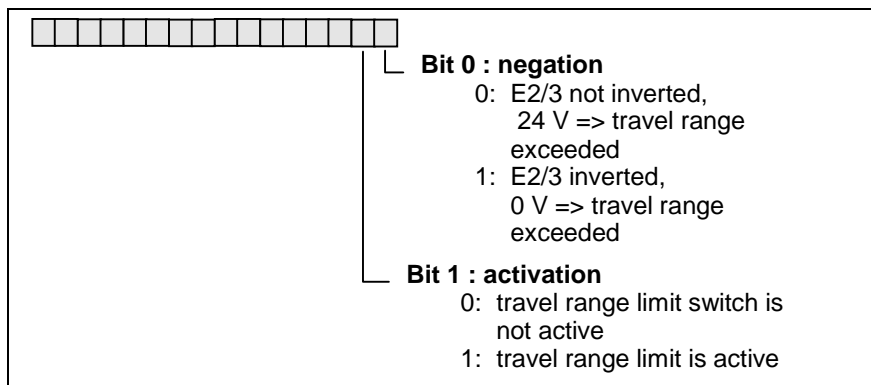 Bit 0 : negation
0: E2/3 not inverted,
24 V => travel range
exceeded
1: E2/3 inverted,
0 V => travel range
exceeded
Bit 1 : activation
0: travel range limit switch is
not active
1: travel range limit is active